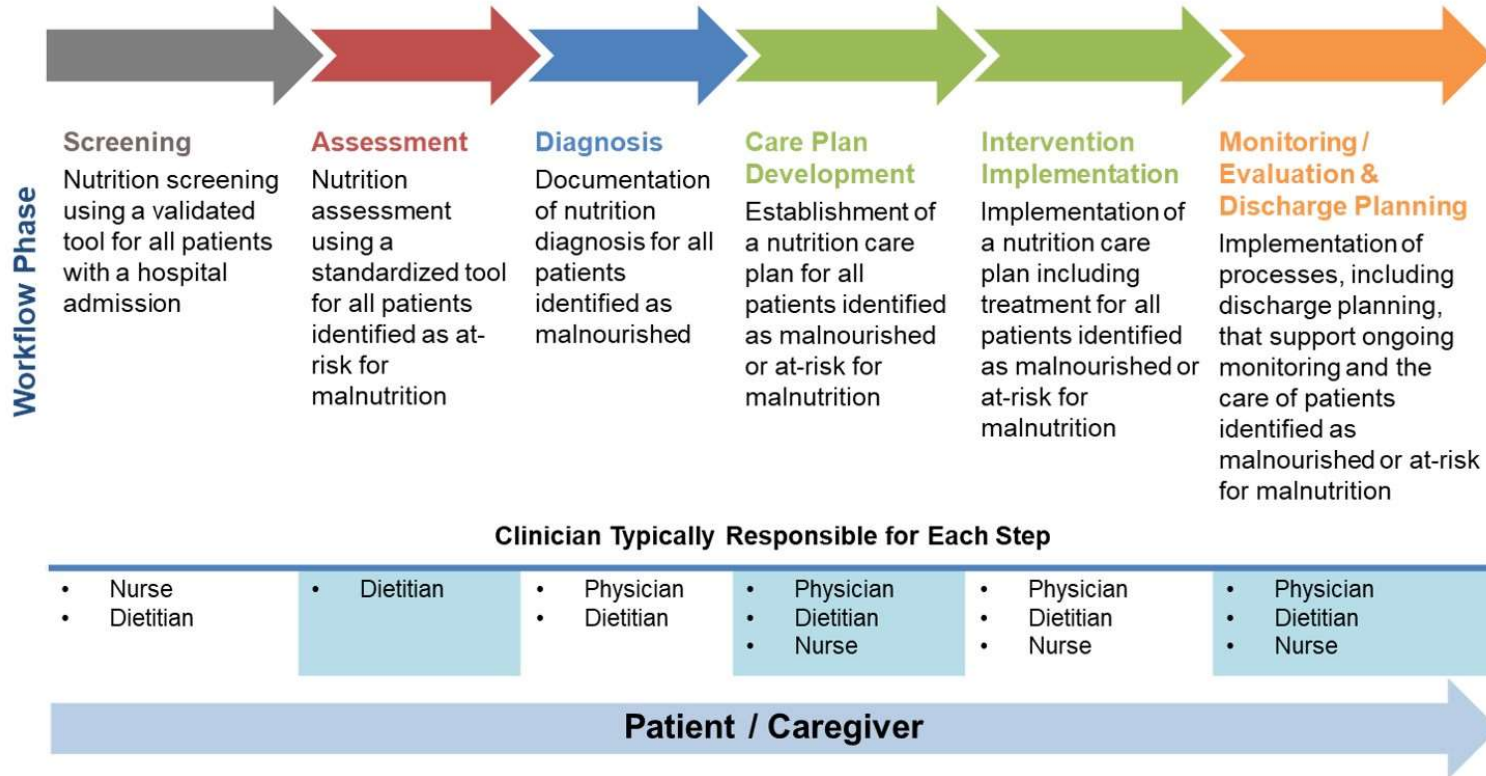 Workflow Phase
Screening
Nutrition screening
using a validated
tool for all patients
with a hospital
admission
Assessment
Nutrition
assessment
using a
standardized tool
for all patients
identified as at-
risk for
malnutrition
Diagnosis
Documentation
of nutrition
diagnosis for all
patients
identified as
malnourished
Care Plan
Development
Establishment of
a nutrition care
plan for all
patients identified
as malnourished
or at-risk for
malnutrition
Intervention
Implementation
Implementation of
a nutrition care
plan including
treatment for all
patients identified
as malnourished or
at-risk for
malnutrition
Monitoring /
Evaluation &
Discharge Planning
Implementation of
processes, including
discharge planning,
that support ongoing
monitoring and the
care of patients
identified as
malnourished or at-risk
for malnutrition
Clinician Typically Responsible for Each Step
• Nurse
• Dietitian
• Dietitian
• Physician
• Dietitian
• Physician
• Dietitian
• Nurse
• Physician
• Dietitian
• Nurse
• Physician
• Dietitian
• Nurse
Patient / Caregiver